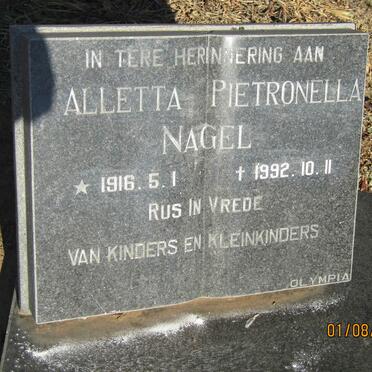 IN TERE HERINNERING AAN
ALLETTA PIETRONELLA
NAGEL
★ 1916.5.1 † 1992.10.11
RUS IN VREDE
VAN KINDERS EN KLEINKINDERS
OLYMPIA
01/08/